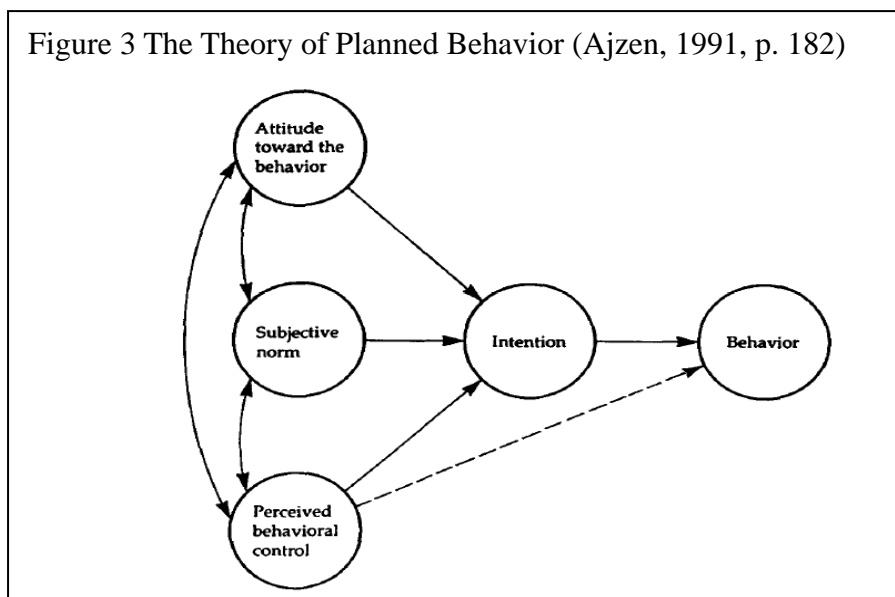 Figure 3 The Theory of Planned Behavior (Ajzen, 1991, p. 182)
Attitude
toward the
behavior
Subjective
norm
Intention
Behavior
Perceived
behavioral
control